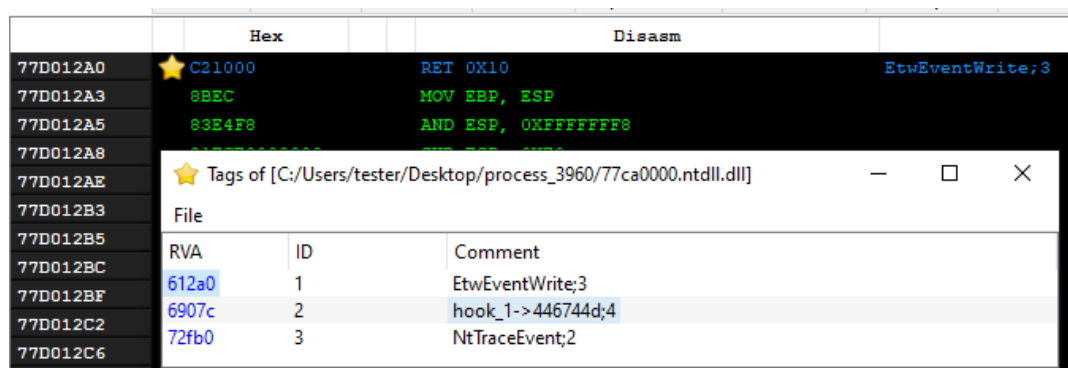 Hex Disasm
77D012A0 C21000 RET 0X10 EtwEventWrite;3
77D012A3 8BEC MOV EBP, ESP
77D012A5 83E4F8 AND ESP, 0XFFFFFFF8
77D012A8
77D012AE
77D012B3
77D012B5
77D012BC
77D012BF
77D012C2
77D012C6
Tags of [C:/Users/tester/Desktop/process_3960/77ca0000.ntdll.dll]
File
RVA ID Comment
612a0 1 EtwEventWrite;3
6907c 2 hook_1->446744d;4
72fb0 3 NtTraceEvent;2